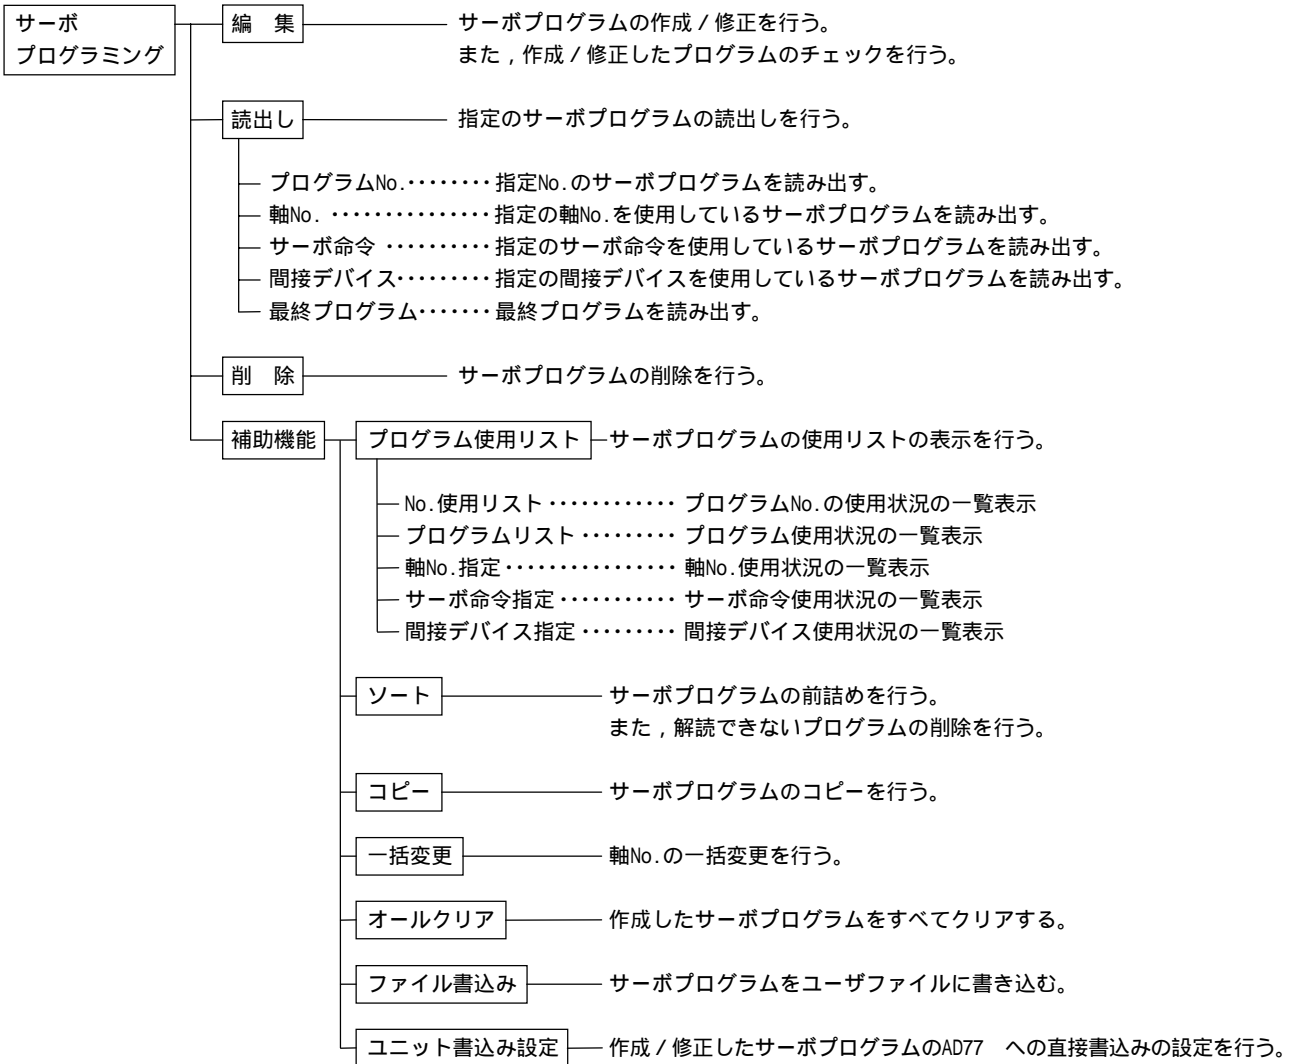 サーボ
プログラミング
編　集
サーボプログラムの作成 / 修正を行う。
また , 作成 / 修正したプログラムのチェックを行う。
読出し
指定のサーボプログラムの読出しを行う。
プログラムNo.‥‥‥‥指定No.のサーボプログラムを読み出す。
軸No. ‥‥‥‥‥‥‥指定の軸No.を使用しているサーボプログラムを読み出す。
サーボ命令 ‥‥‥‥‥指定のサーボ命令を使用しているサーボプログラムを読み出す。
間接デバイス‥‥‥‥・指定の間接デバイスを使用しているサーボプログラムを読み出す。
最終プログラム‥‥‥・最終プログラムを読み出す。
削　除
サーボプログラムの削除を行う。
補助機能
プログラム使用リスト
サーボプログラムの使用リストの表示を行う。
No.使用リスト‥‥‥‥‥‥ プログラムNo.の使用状況の一覧表示
プログラムリスト‥‥‥‥・ プログラム使用状況の一覧表示
軸No.指定‥‥‥‥‥‥‥‥ 軸No.使用状況の一覧表示
サーボ命令指定‥‥‥‥‥・ サーボ命令使用状況の一覧表示
間接デバイス指定‥‥‥‥・ 間接デバイス使用状況の一覧表示
ソート
サーボプログラムの前詰めを行う。
また , 解読できないプログラムの削除を行う。
コピー
サーボプログラムのコピーを行う。
一括変更
軸No.の一括変更を行う。
オールクリア
作成したサーボプログラムをすべてクリアする。
ファイル書込み
サーボプログラムをユーザファイルに書き込む。
ユニット書込み設定
作成 / 修正したサーボプログラムのAD77　への直接書込みの設定を行う。